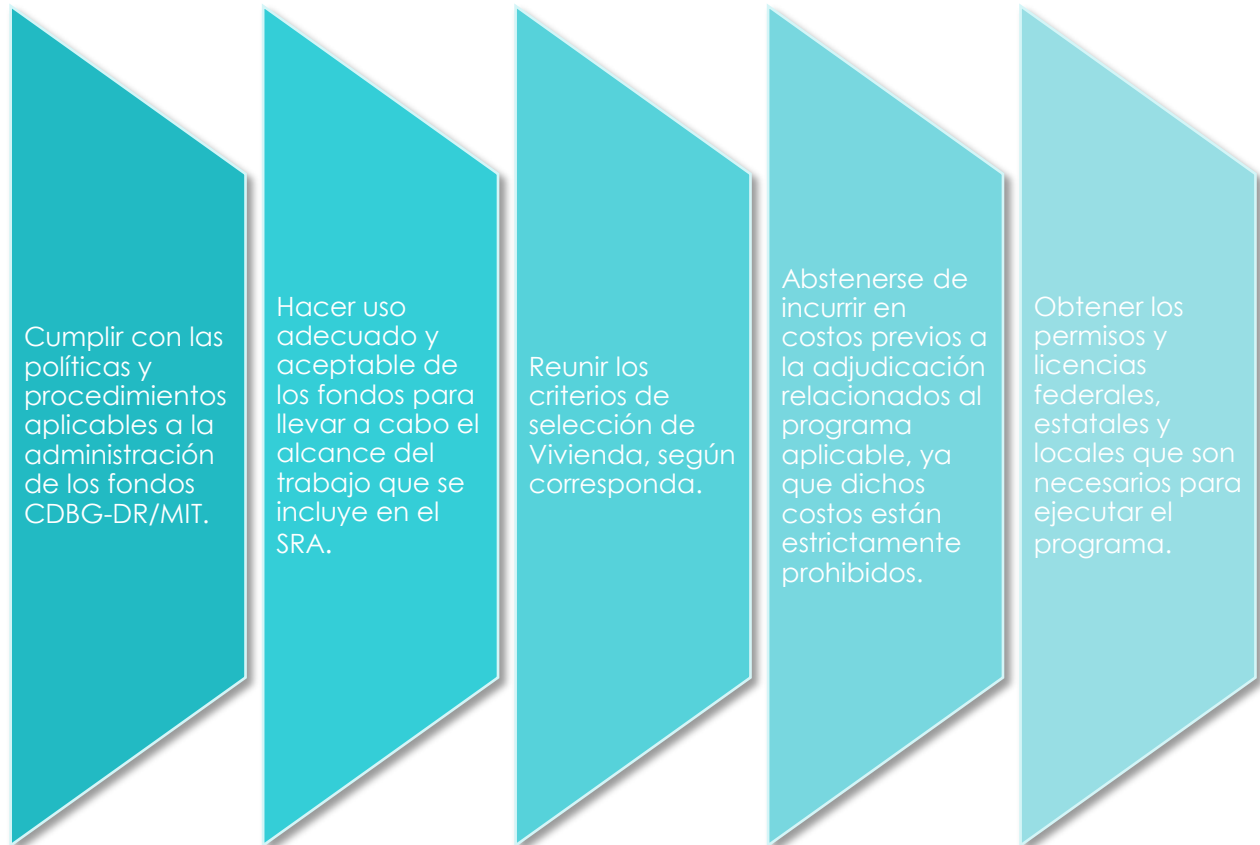 Cumplir con las
políticas y
procedimientos
aplicables a la
administración
de los fondos
CDBG-DR/MIT.
Hacer uso
adecuado y
aceptable de
los fondos para
llevar a cabo el
alcance del
trabajo que se
incluye en el
SRA.
Reunir los
criterios de
selección de
Vivienda, según
corresponda.
Abstenerse de
incurrir en
costos previos a
la adjudicación
relacionados al
programa
aplicable, ya
que dichos
costos están
estrictamente
prohibidos.
Obtener los
permisos y
licencias
federales,
estatales y
locales que son
necesarios para
ejecutar el
programa.